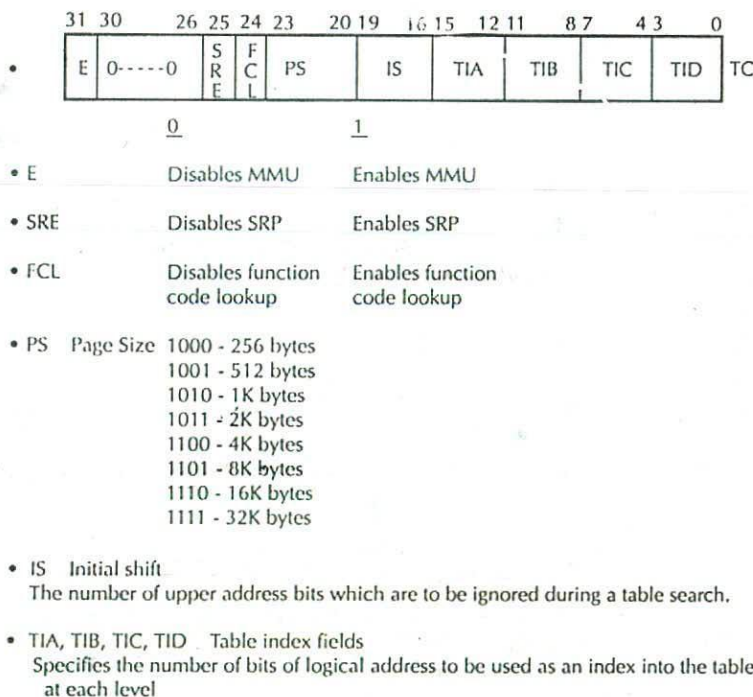 31 30 26 25 24 23 20 19 16 15 12 11 8 7 4 3 0
• E 0-----0 SRE FCL PS IS TIA TIB TIC TID TC
0 1
• E Disables MMU Enables MMU
• SRE Disables SRP Enables SRP
• FCL Disables function Enables function
code lookup code lookup
• PS Page Size 1000 - 256 bytes
1001 - 512 bytes
1010 - 1K bytes
1011 - 2K bytes
1100 - 4K bytes
1101 - 8K bytes
1110 - 16K bytes
1111 - 32K bytes
• IS Initial shift
The number of upper address bits which are to be ignored during a table search.
• TIA, TIB, TIC, TID Table index fields
Specifies the number of bits of logical address to be used as an index into the table
at each level